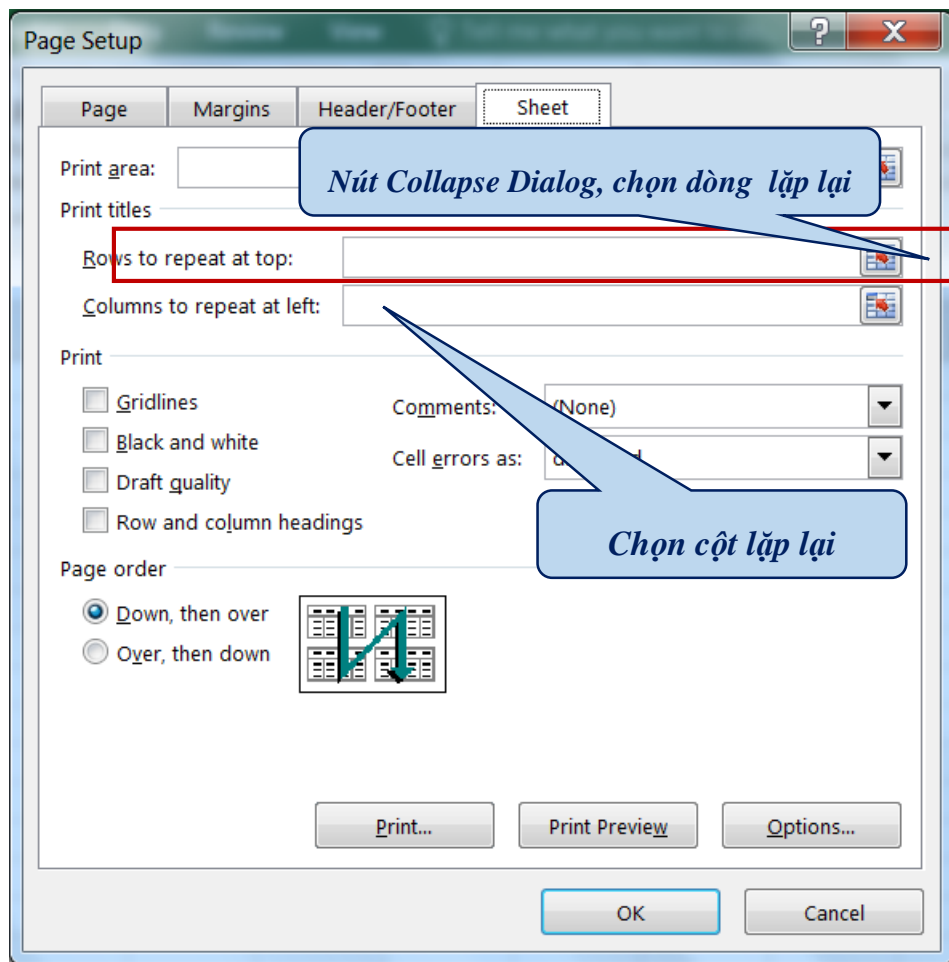 Page Setup
Page Margins Header/Footer Sheet
Print area:
Nút Collapse Dialog, chọn dòng lặp lại
Print titles
Rows to repeat at top:
Columns to repeat at left:
Print
Gridlines
Comments: (None)
Black and white
Cell errors as:
Draft quality
Row and column headings
Chọn cột lặp lại
Page order
Down, then over
Over, then down
Print... Print Preview Options...
OK Cancel